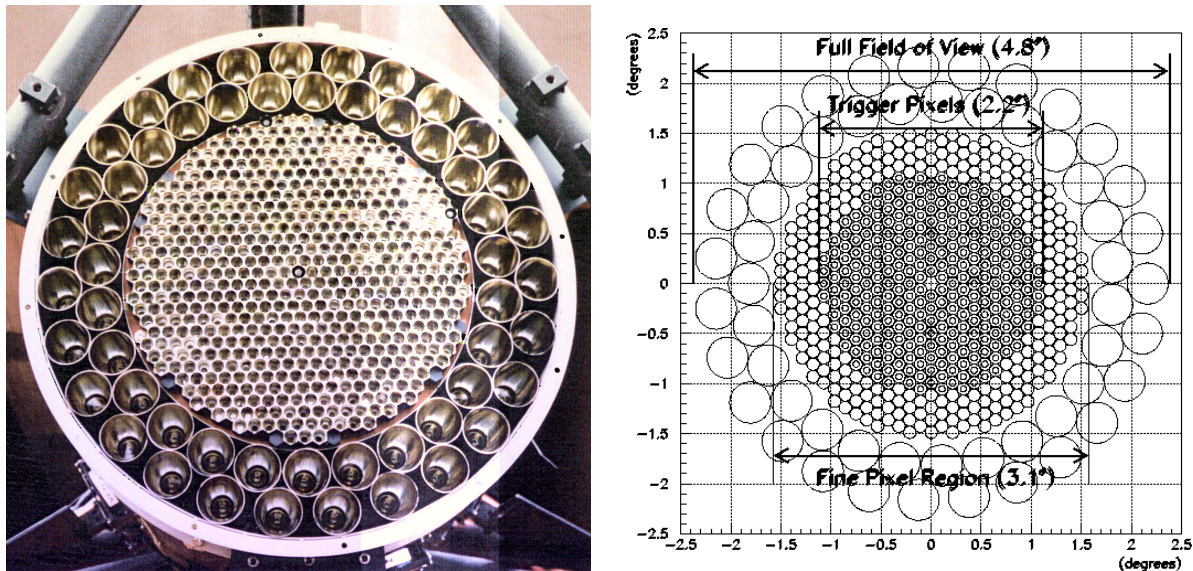 2.5
(degrees)
Full Field of View (4.8°)
2
Trigger Pixels (2.2°)
1.5
1
0.5
0
-0.5
-1
-1.5
Fine Pixel Region (3.1°)
-2
-2.5
-2.5 -2 -1.5 -1 -0.5 0 0.5 1 1.5 2 2.5
(degrees)